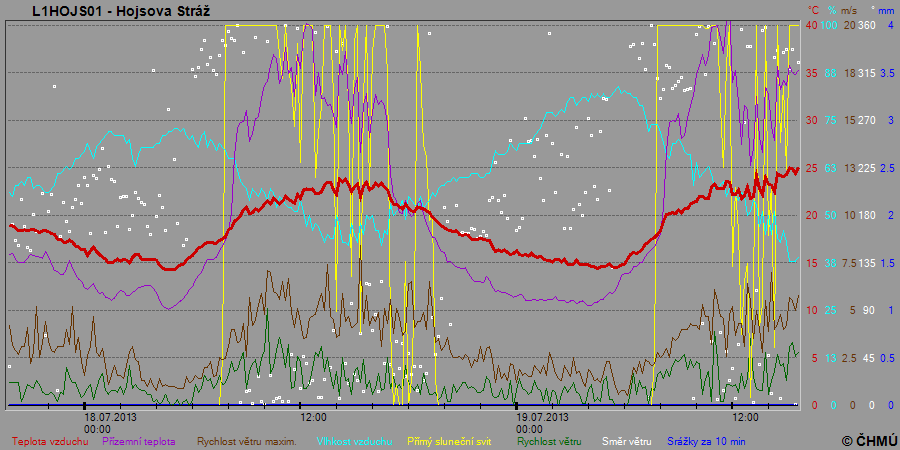 L1HOJS01 - Hojsova Stráž
°C % m/s ° mm
40 100 20 360 4
35 88 18 315 3.5
30 75 15 270 3
25 63 13 225 2.5
20 50 10 180 2
15 38 7.5 135 1.5
10 25 5 90 1
5 13 2.5 45 0.5
0 0 0 0 0
18.07.2013 12:00 19.07.2013 12:00
00:00 00:00
Teplota vzduchu Přízemní teplota Rychlost větru maxim. Vlhkost vzduchu Přímý sluneční svit Rychlost větru Směr větru Srážky za 10 min © ČHMÚ